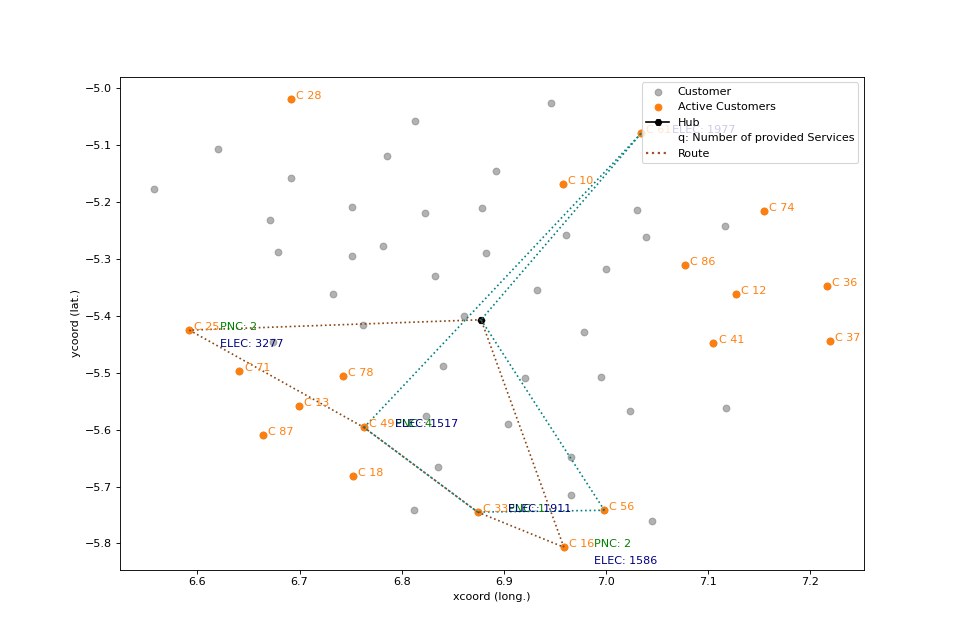 −5.0
−5.1
−5.2
−5.3
−5.4
−5.5
−5.6
−5.7
−5.8
ycoord (lat.)
6.6
6.7
6.8
6.9
7.0
7.1
7.2
xcoord (long.)
Customer
Active Customers
Hub
q: Number of provided Services
Route
C 28
ELEC: 1977
C 10
C 74
C 86
C 36
C 12
C 25
PNC: 2
ELEC: 3277
C 41
C 37
C 71
C 78
C 13
C 49
ELEC: 1517
C 87
C 18
C 33
ELEC: 1911
C 56
C 16
PNC: 2
ELEC: 1586